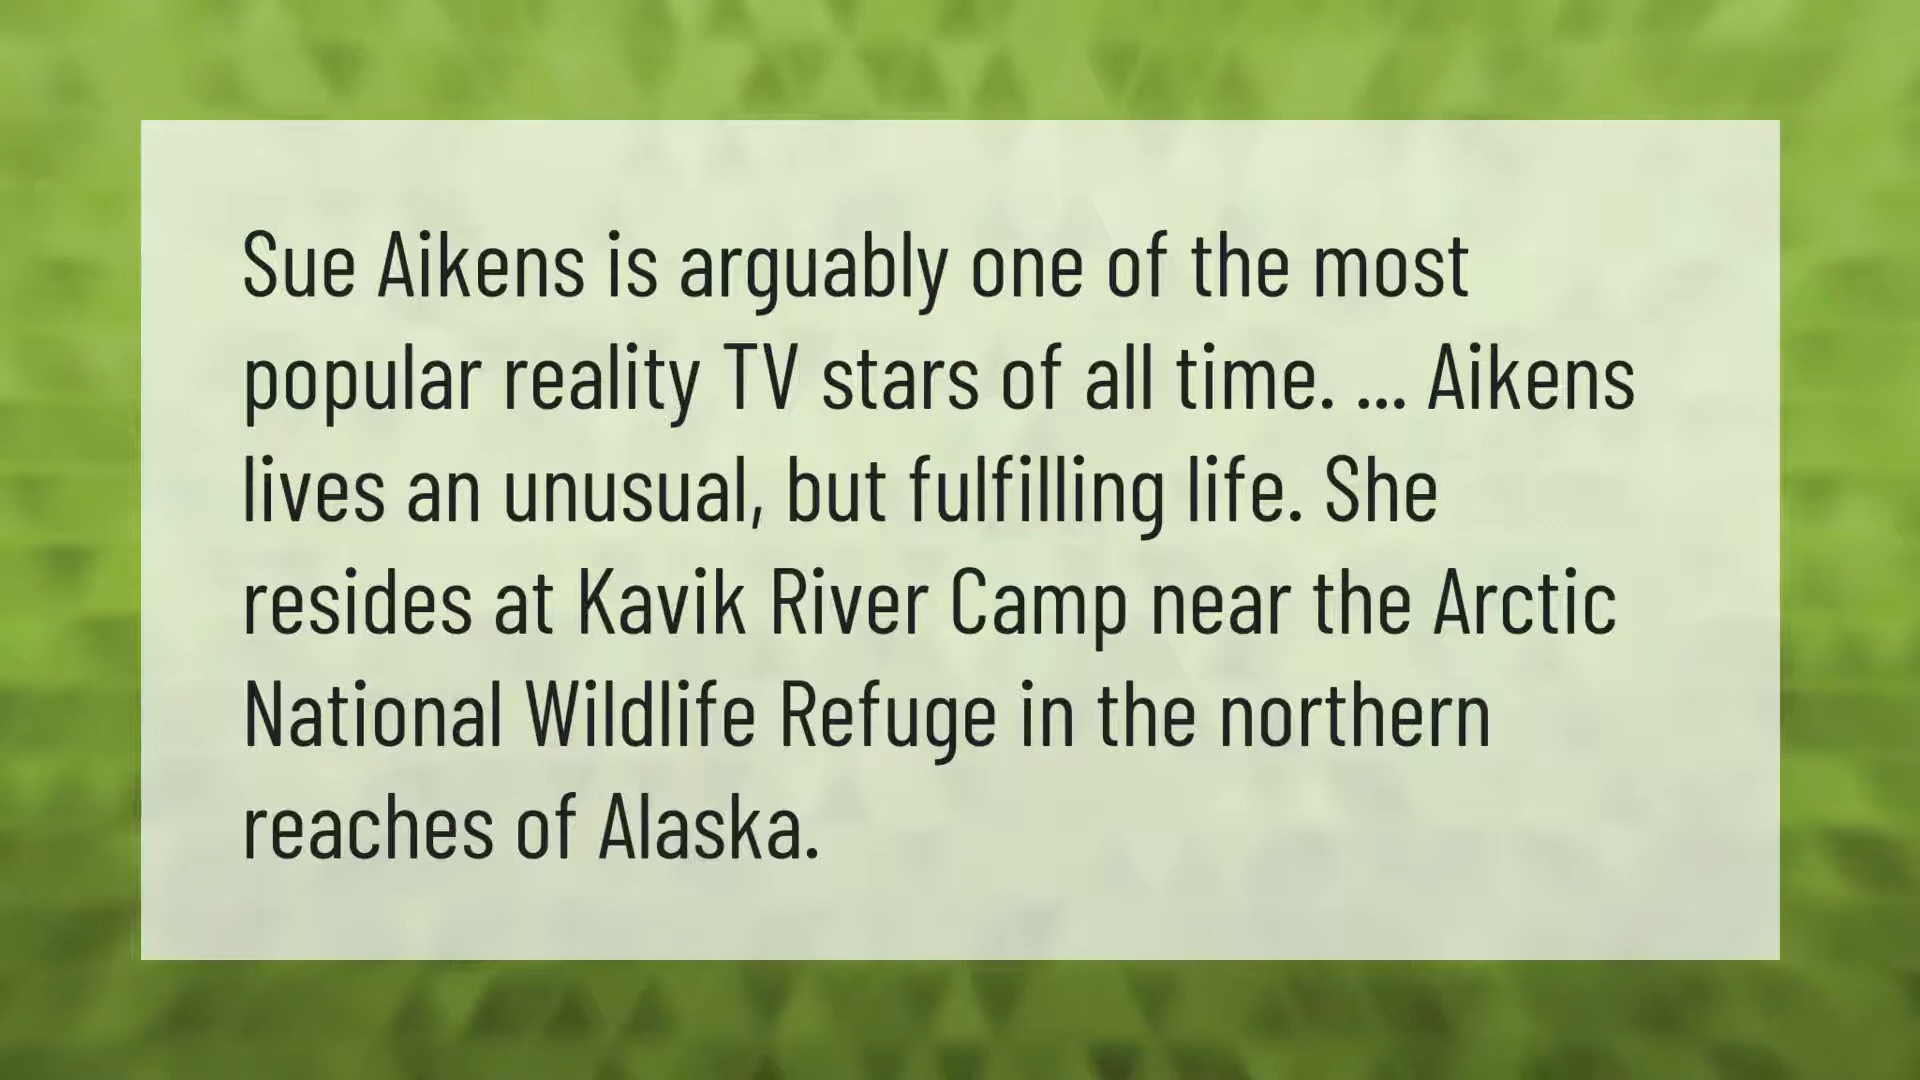 Sue Aikens is arguably one of the most
popular reality TV stars of all time. ... Aikens
lives an unusual, but fulfilling life. She
resides at Kavik River Camp near the Arctic
National Wildlife Refuge in the northern
reaches of Alaska.